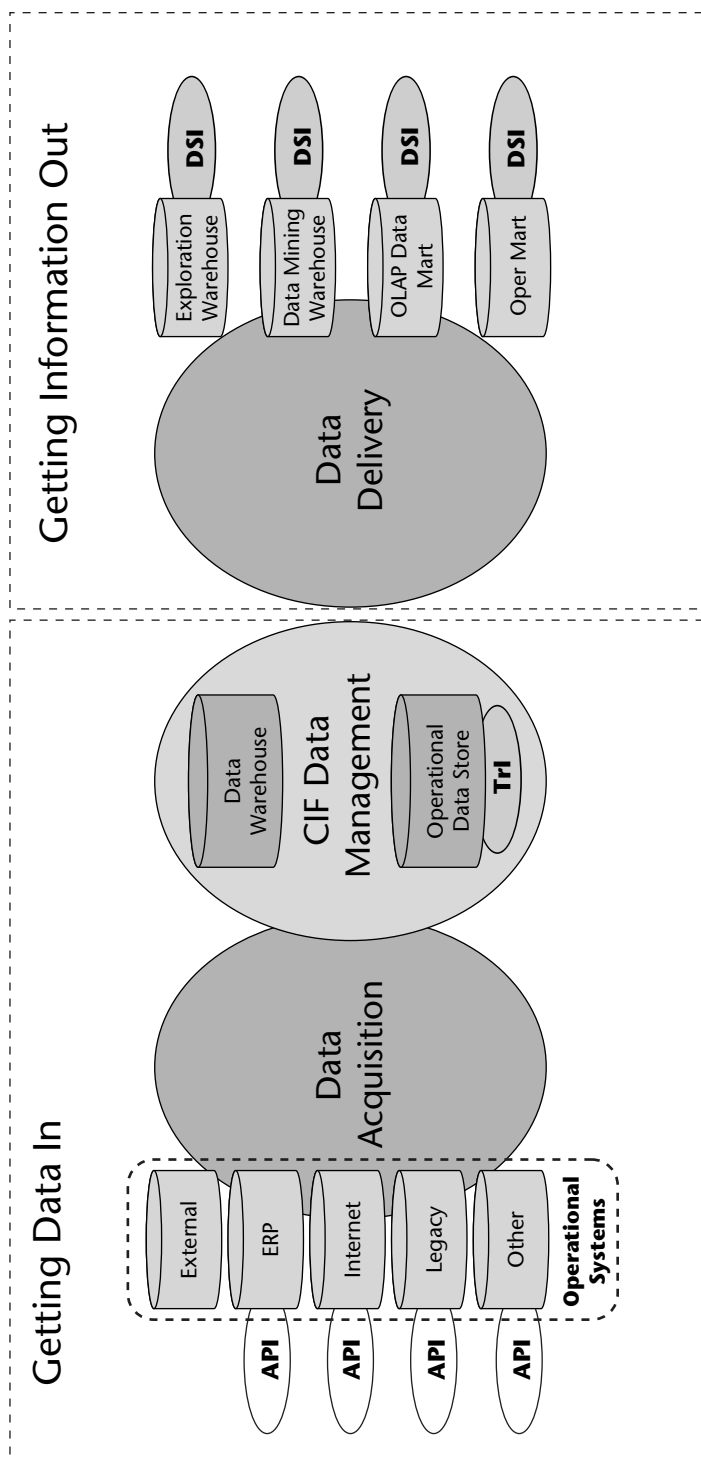 Getting Data In
Getting Information Out
External
ERP
Internet
Legacy
Other
Operational
Systems
API
API
API
API
Data
Acquisition
Data
Warehouse
CIF Data
Management
Operational
Data Store
TrI
Data
Delivery
Exploration
Warehouse
DSI
Data Mining
Warehouse
DSI
OLAP Data
Mart
DSI
Oper Mart
DSI